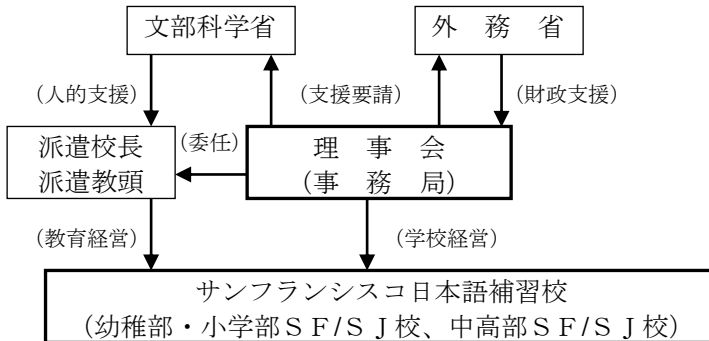 文部科学省
外　務　省
（人的支援）
（支援要請）
（財政支援）
派遣校長
派遣教頭
（委任）
理　事　会
（事　務　局）
（教育経営）
（学校経営）
サンフランシスコ日本語補習校
（幼稚部・小学部ＳＦ/ＳＪ校、中高部ＳＦ/ＳＪ校）